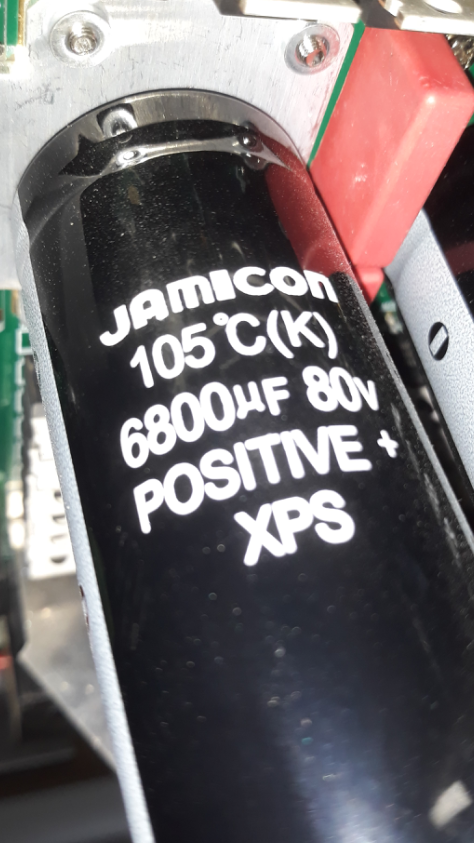 JAMICON
105℃(K)
6800µF 80V
POSITIVE +
XPS